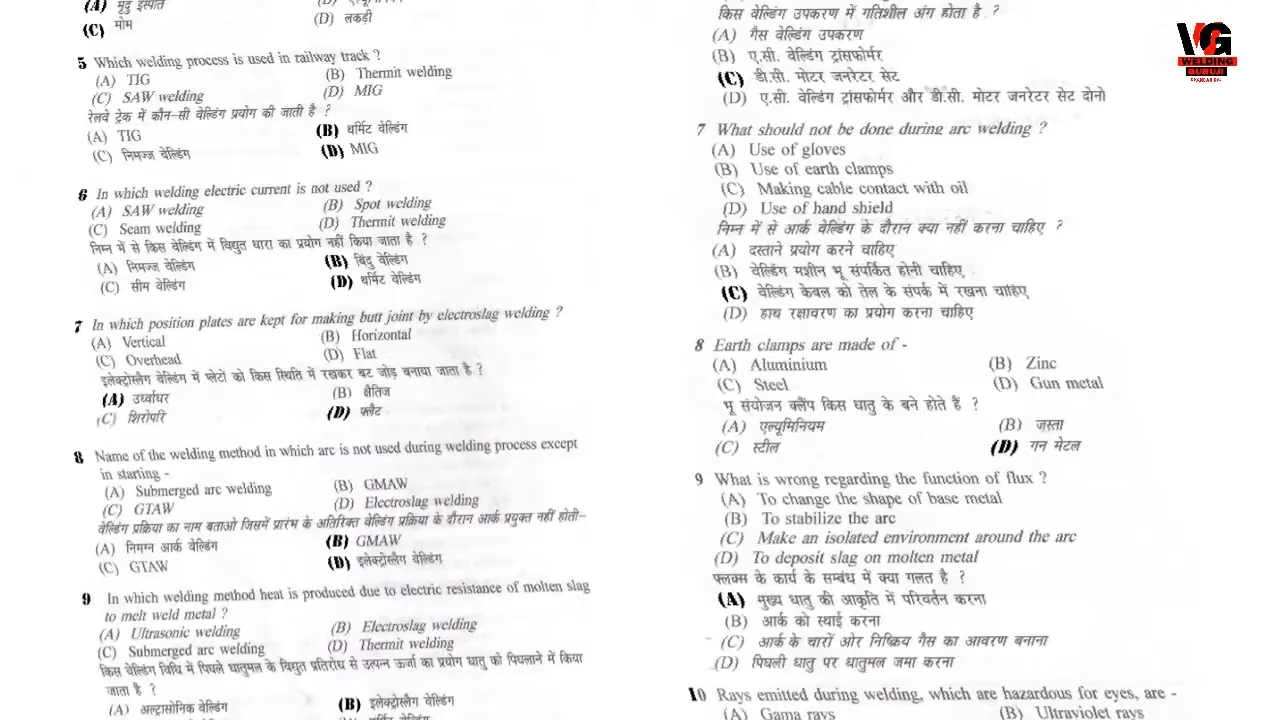 (A) मृदु इस्पात
(C) मोम
(D) लकड़ी
5 Which welding process is used in railway track ?
(A) TIG
(B) Thermit welding
(C) SAW welding
(D) MIG
रेलवे ट्रेक में कौन-सी वेल्डिंग प्रयोग की जाती है ?
(A) TIG
(B) थर्मिट वेल्डिंग
(C) निमज्ज वेल्डिंग
(D) MIG
6 In which welding electric current is not used ?
(A) SAW welding
(B) Spot welding
(C) Seam welding
(D) Thermit welding
निम्न में से किस वेल्डिंग में विद्युत धारा का प्रयोग नहीं किया जाता है ?
(A) निमज्ज वेल्डिंग
(B) बिंदु वेल्डिंग
(C) सीम वेल्डिंग
(D) थर्मिट वेल्डिंग
7 In which position plates are kept for making butt joint by electroslag welding ?
(A) Vertical
(B) Horizontal
(C) Overhead
(D) Flat
इलेक्ट्रोस्लैग वेल्डिंग में प्लेटों को किस स्थिति में रखकर बट जोड़ बनाया जाता है ?
(A) उर्ध्वाधर
(B) क्षैतिज
(C) शिरोपरि
(D) फ्लैट
8 Name of the welding method in which arc is not used during welding process except
in starting -
(A) Submerged arc welding
(B) GMAW
(C) GTAW
(D) Electroslag welding
वेल्डिंग प्रक्रिया का नाम बताओ जिसमें प्रारंभ के अतिरिक्त वेल्डिंग प्रक्रिया के दौरान आर्क प्रयुक्त नहीं होती-
(A) निमग्न आर्क वेल्डिंग
(B) GMAW
(C) GTAW
(D) इलेक्ट्रोस्लैग वेल्डिंग
9 In which welding method heat is produced due to electric resistance of molten slag
to melt weld metal ?
(A) Ultrasonic welding
(B) Electroslag welding
(C) Submerged arc welding
(D) Thermit welding
किस वेल्डिंग विधि में पिघले धातुमल के विद्युत प्रतिरोध से उत्पन्न ऊर्जा का प्रयोग धातु को पिघलाने में किया
जाता है ?
(A) अल्ट्रासोनिक वेल्डिंग
(B) इलेक्ट्रोस्लैग वेल्डिंग
किस वेल्डिंग उपकरण में गतिशील अंग होता है ?
(A) गैस वेल्डिंग उपकरण
(B) ए.सी. वेल्डिंग ट्रांसफोर्मर
(C) डी.सी. मोटर जनरेटर सेट
(D) ए.सी. वेल्डिंग ट्रांसफोर्मर और डी.सी. मोटर जनरेटर सेट दोनो
7 What should not be done during arc welding ?
(A) Use of gloves
(B) Use of earth clamps
(C) Making cable contact with oil
(D) Use of hand shield
निम्न में से आर्क वेल्डिंग के दौरान क्या नहीं करना चाहिए ?
(A) दस्ताने प्रयोग करने चाहिए
(B) वेल्डिंग मशीन भू संपर्कित होनी चाहिए
(C) वेल्डिंग केबल को तेल के संपर्क में रखना चाहिए
(D) हाथ रक्षावरण का प्रयोग करना चाहिए
8 Earth clamps are made of -
(A) Aluminium
(B) Zinc
(C) Steel
(D) Gun metal
भू संयोजन क्लैंप किस धातु के बने होते हैं ?
(A) एल्यूमिनियम
(B) जस्ता
(C) स्टील
(D) गन मेटल
9 What is wrong regarding the function of flux ?
(A) To change the shape of base metal
(B) To stabilize the arc
(C) Make an isolated environment around the arc
(D) To deposit slag on molten metal
फ्लक्स के कार्य के सम्बंध में क्या गलत है ?
(A) मुख्य धातु की आकृति में परिवर्तन करना
(B) आर्क को स्थाई करना
(C) आर्क के चारों ओर निष्क्रिय गैस का आवरण बनाना
(D) पिघली धातु पर धातुमल जमा करना
10 Rays emitted during welding, which are hazardous for eyes, are -
(A) Gama rays
(B) Ultraviolet rays
VG
WELDING
GURUJI